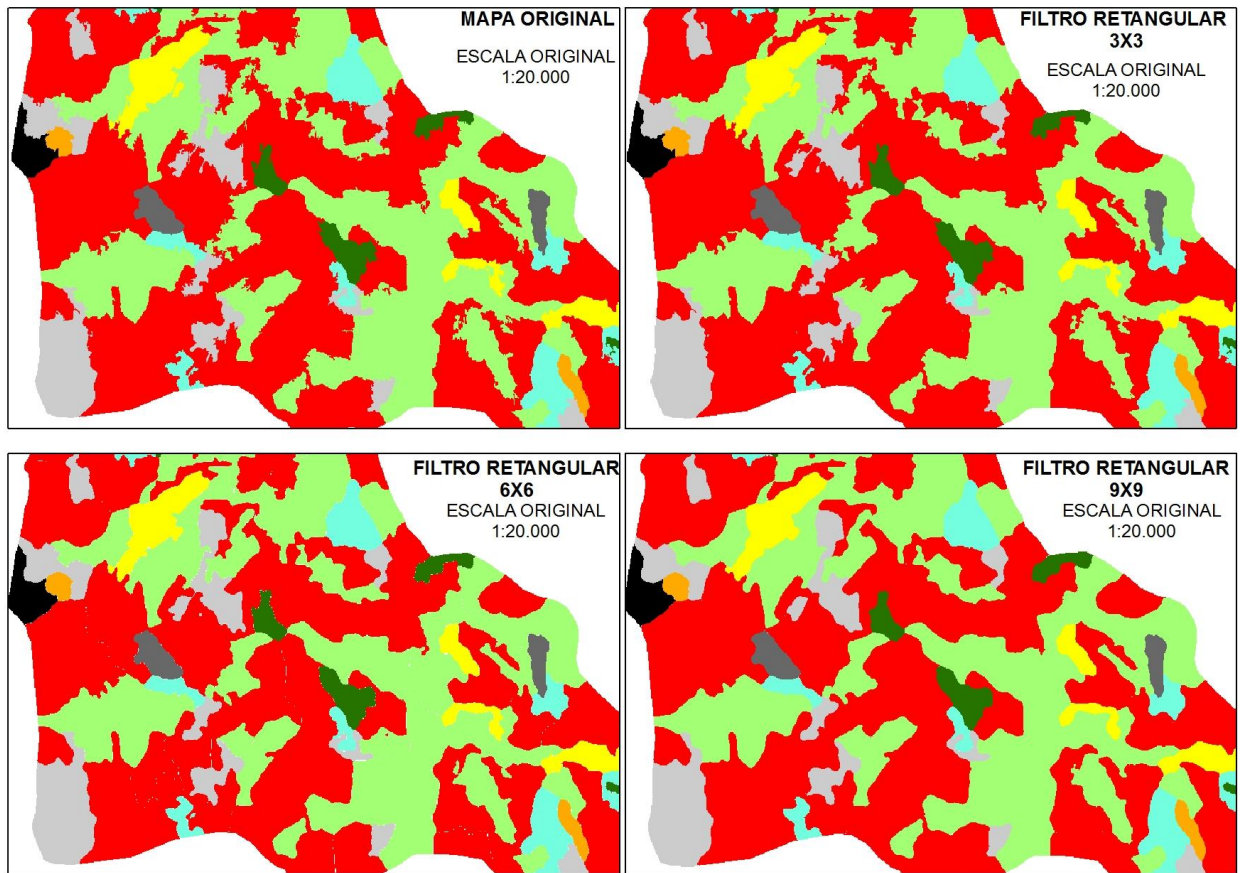 MAPA ORIGINAL
ESCALA ORIGINAL
1:20.000
FILTRO RETANGULAR
3X3
ESCALA ORIGINAL
1:20.000
FILTRO RETANGULAR
6X6
ESCALA ORIGINAL
1:20.000
FILTRO RETANGULAR
9X9
ESCALA ORIGINAL
1:20.000